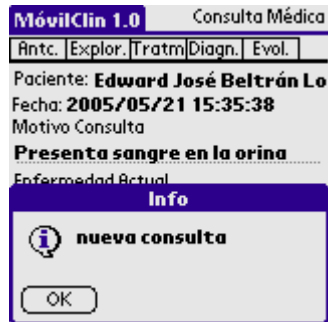 MóvilClin 1.0 Consulta Médica
Antc. Explor. Tratm Diagn. Evol.
Paciente: Edward José Beltrán Lo
Fecha: 2005/05/21 15:35:38
Motivo Consulta
Presenta sangre en la orina
Enfermedad Actual
Info
nueva consulta
OK